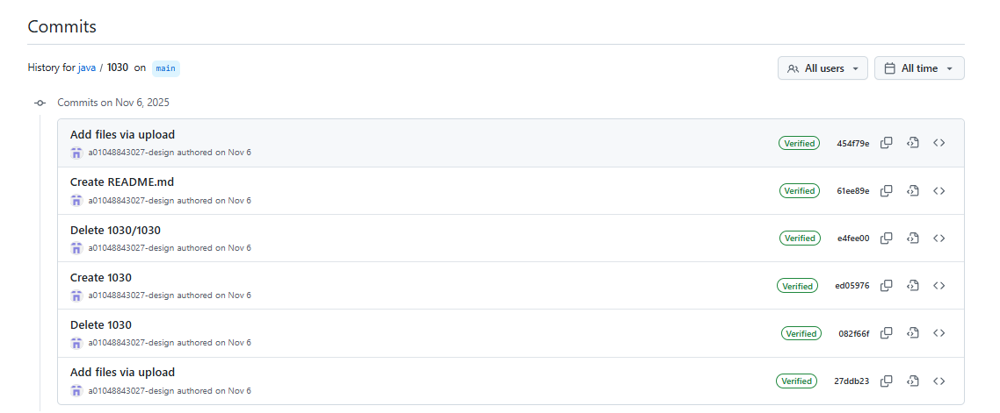 Commits
History for java / 1030 on main
All users
All time
Commits on Nov 6, 2025
Add files via upload
a01048843027-design authored on Nov 6
Verified 454f79e
Create README.md
a01048843027-design authored on Nov 6
Verified 61ee89e
Delete 1030/1030
a01048843027-design authored on Nov 6
Verified e4fee00
Create 1030
a01048843027-design authored on Nov 6
Verified ed05976
Delete 1030
a01048843027-design authored on Nov 6
Verified 082f66f
Add files via upload
a01048843027-design authored on Nov 6
Verified 27ddb23